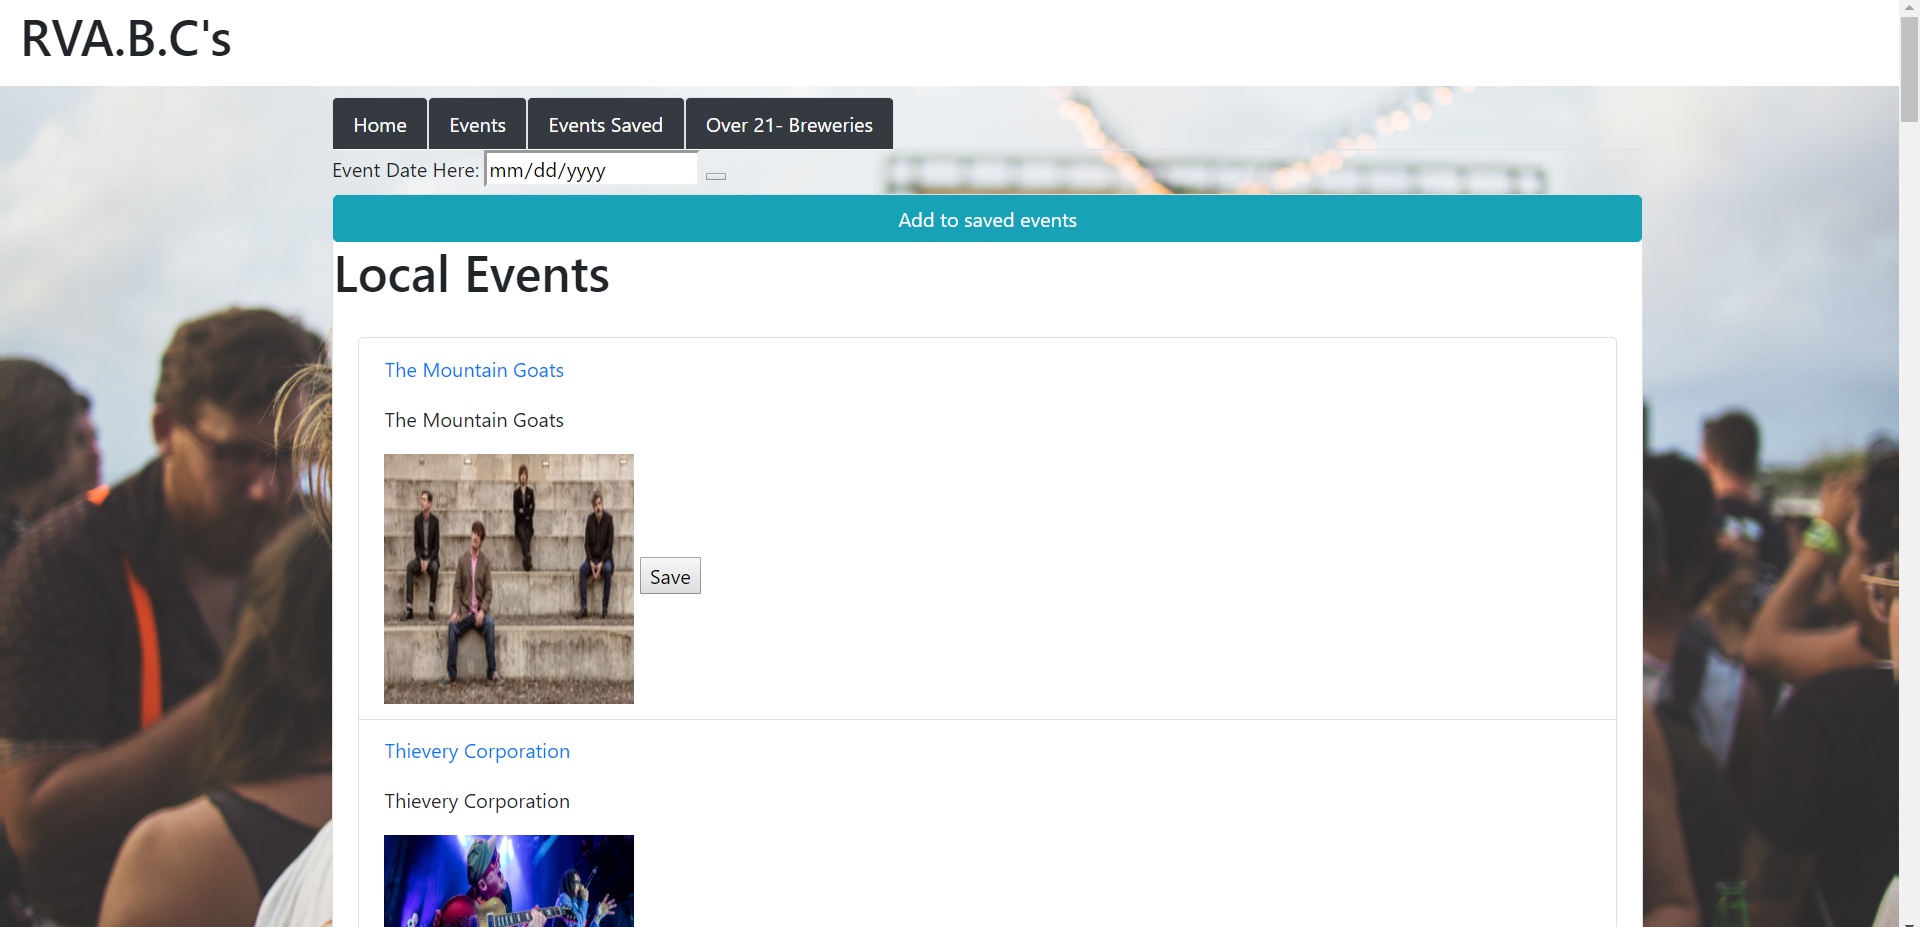 RVA.B.C's
Home Events Events Saved Over 21- Breweries
Event Date Here: mm/dd/yyyy
Add to saved events
Local Events
The Mountain Goats
The Mountain Goats
Save
Thievery Corporation
Thievery Corporation